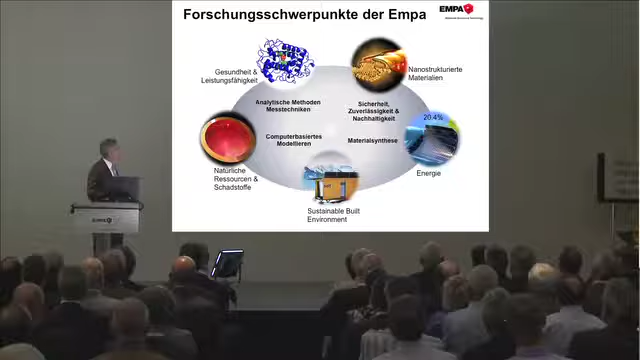 Forschungsschwerpunkte der Empa
EMPA
Gesundheit &
Leistungsfähigkeit
Nanostrukturierte
Materialien
Analytische Methoden
Messtechniken
Sicherheit,
Zuverlässigkeit &
Nachhaltigkeit
20.4%
Computerbasiertes
Modellieren
Materialsynthese
Natürliche
Ressourcen &
Schadstoffe
Energie
Sustainable Built
Environment
EMPA